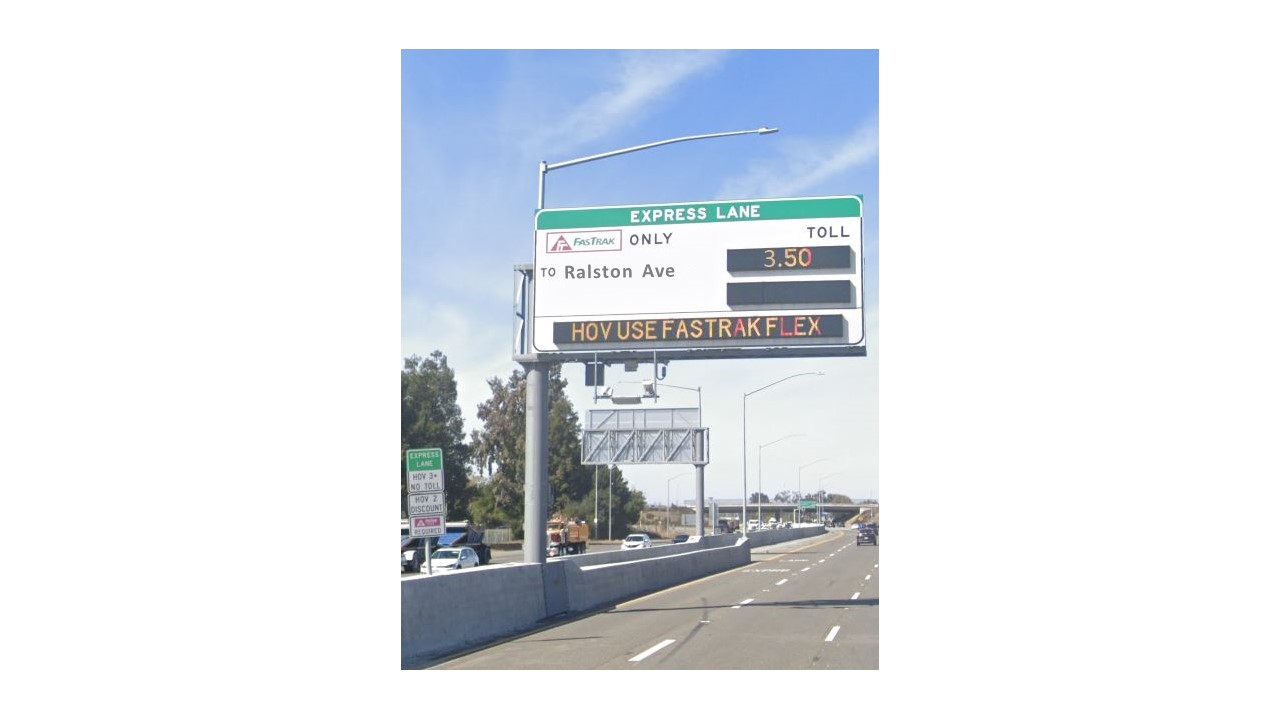 EXPRESS LANE
FASTRAK ONLY
TOLL
3.50
TO Ralston Ave
HOV USE FASTRAK FLEX
EXPRESS
LANE
HOV 3+
NO TOLL
HOV 2
DISCOUNT
REQUIRED